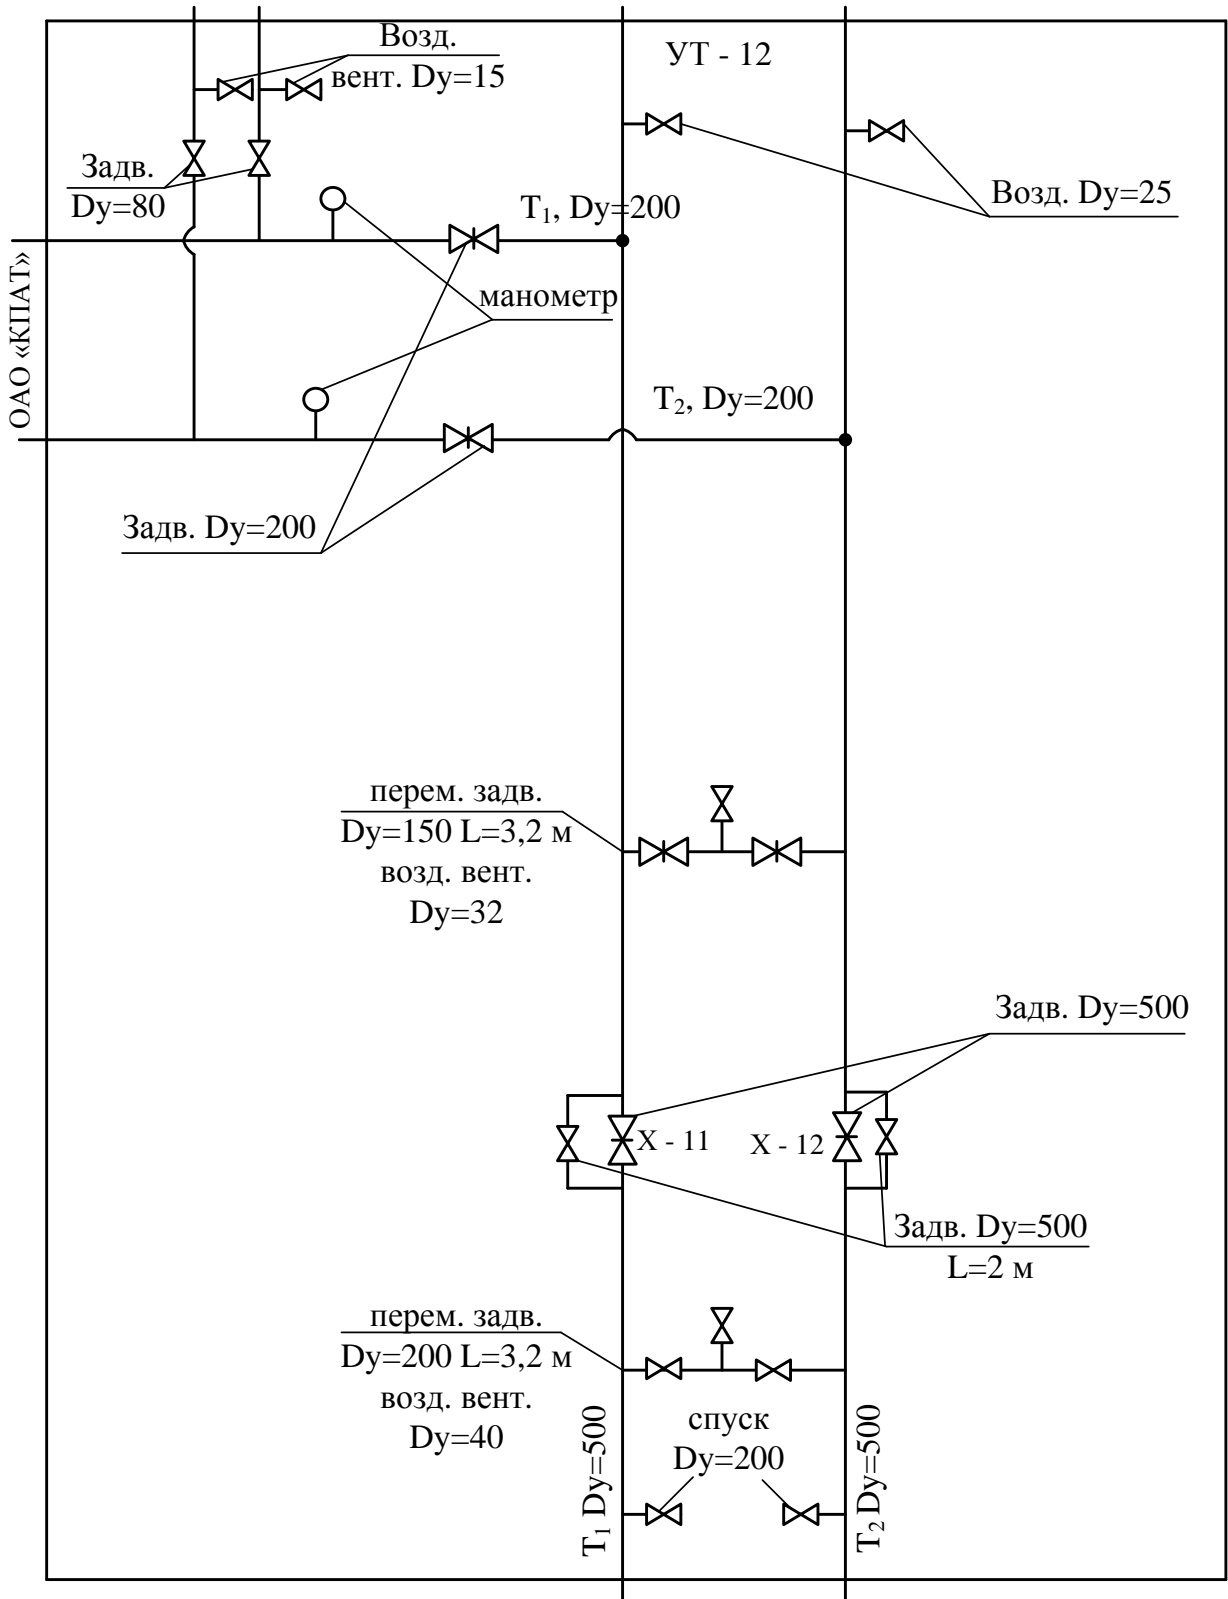 Возд.
вент. Dy=15
УТ - 12
Задв.
Dy=80
Возд. Dy=25
T₁, Dy=200
ОАО «КПАТ»
манометр
T₂, Dy=200
Задв. Dy=200
перем. задв.
Dy=150 L=3,2 м
возд. вент.
Dy=32
Задв. Dy=500
X - 11
X - 12
Задв. Dy=500
L=2 м
перем. задв.
Dy=200 L=3,2 м
возд. вент.
Dy=40
T₁ Dy=500
спуск
Dy=200
T₂ Dy=500